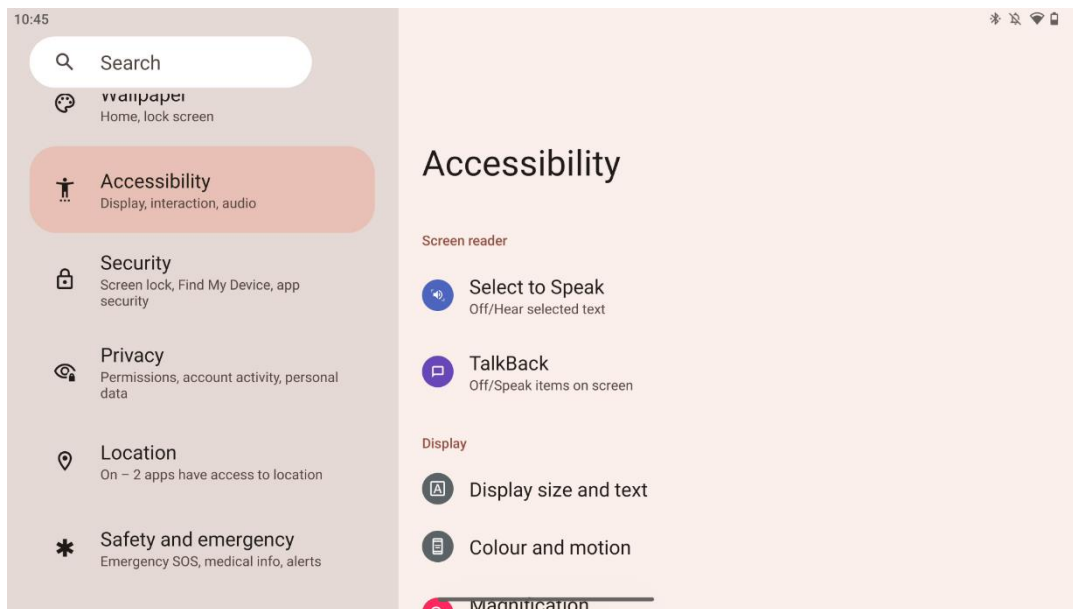 10:45
Search
Wallpaper
Home, lock screen
Accessibility
Display, interaction, audio
Security
Screen lock, Find My Device, app
security
Privacy
Permissions, account activity, personal
data
Location
On – 2 apps have access to location
Safety and emergency
Emergency SOS, medical info, alerts
Accessibility
Screen reader
Select to Speak
Off/Hear selected text
TalkBack
Off/Speak items on screen
Display
A
Display size and text
Colour and motion
Magnification